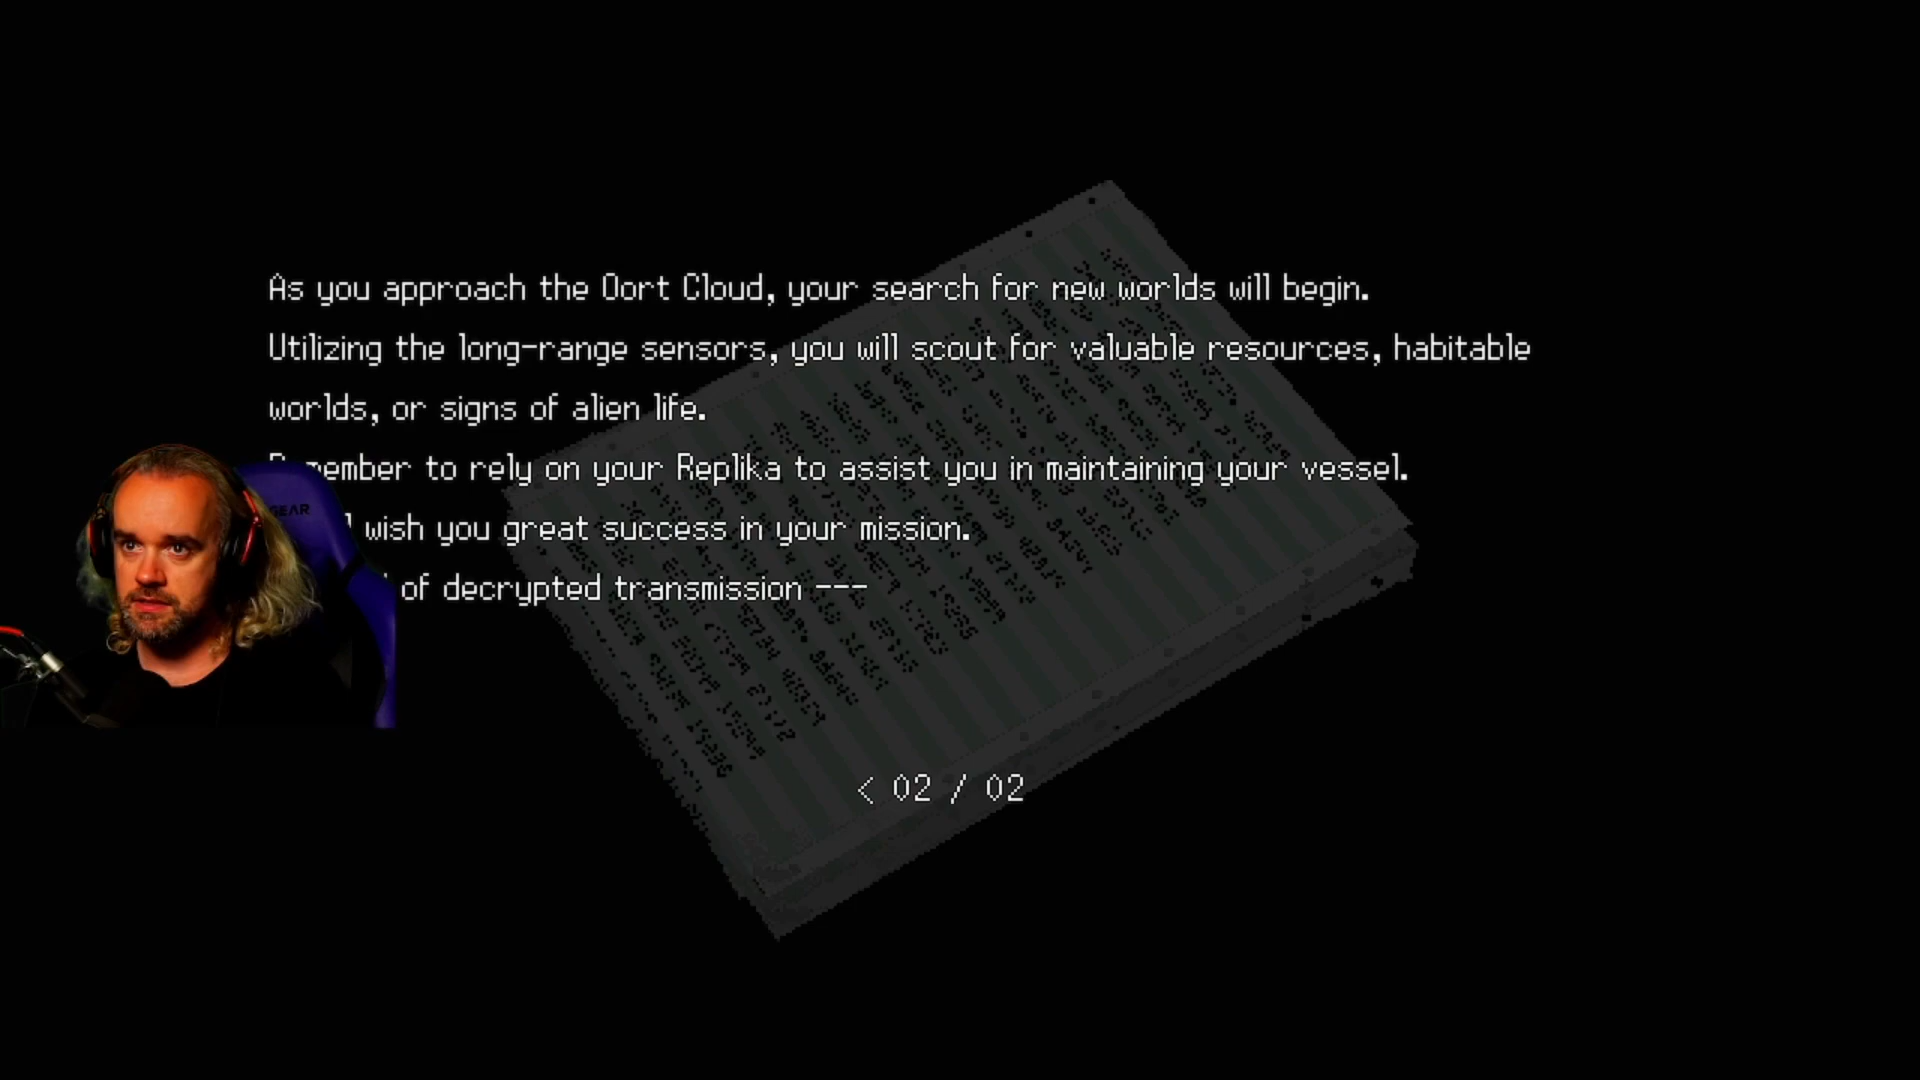 As you approach the Oort Cloud, your search for new worlds will begin.
Utilizing the long-range sensors, you will scout for valuable resources, habitable
worlds, or signs of alien life.
to rely on your Replika to assist you in maintaining your vessel.
wish you great success in your mission.
of decrypted transmission ---
GEAR
< 02 / 02